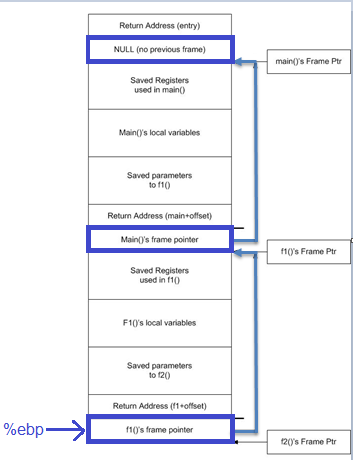 Return Address (entry)
NULL (no previous frame)
main()'s Frame Ptr
Saved Registers
used in main()
Main()'s local variables
Saved parameters
to f1()
Return Address (main+offset)
Main()'s frame pointer
f1()'s Frame Ptr
Saved Registers
used in f1()
F1()'s local variables
Saved parameters
to f2()
Return Address (f1+offset)
%ebp
f1()'s frame pointer
f2()'s Frame Ptr